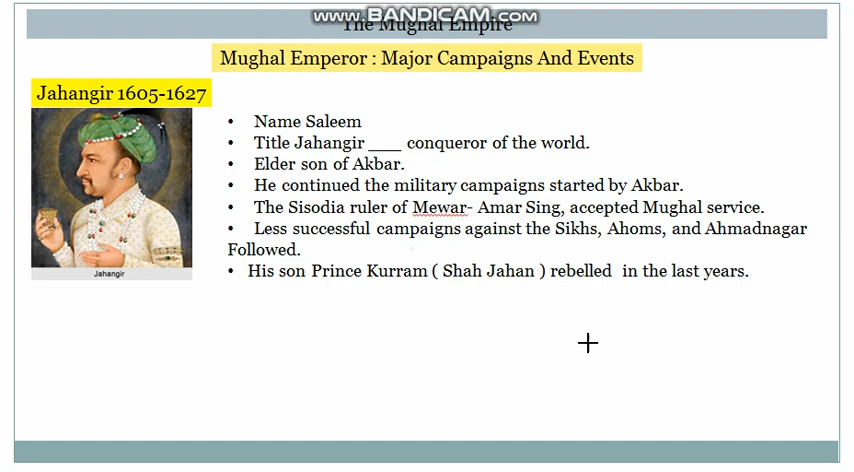 WWW.BANDICAM.COM
The Mughal Empire
Mughal Emperor : Major Campaigns And Events
Jahangir 1605-1627
• Name Saleem
• Title Jahangir ___ conqueror of the world.
• Elder son of Akbar.
• He continued the military campaigns started by Akbar.
• The Sisodia ruler of Mewar- Amar Sing, accepted Mughal service.
• Less successful campaigns against the Sikhs, Ahoms, and Ahmadnagar
Followed.
• His son Prince Kurram ( Shah Jahan ) rebelled in the last years.
Jahangir